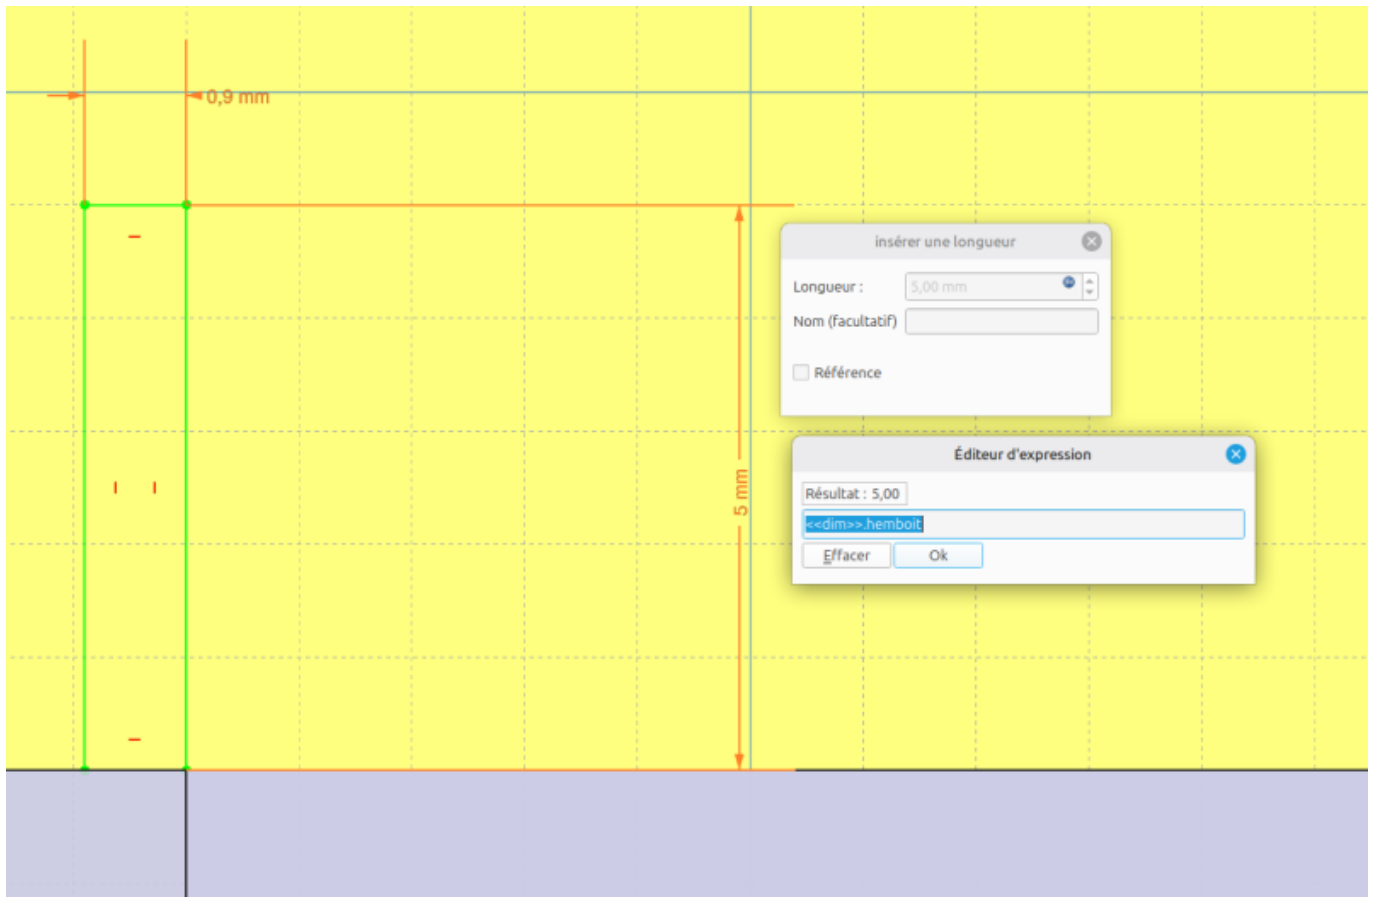 0,9 mm
insérer une longueur
Longueur : 5,00 mm
Nom (facultatif)
Référence
Éditeur d'expression
Résultat : 5,00
<<dim>>.hemboit
Effacer Ok
5 mm